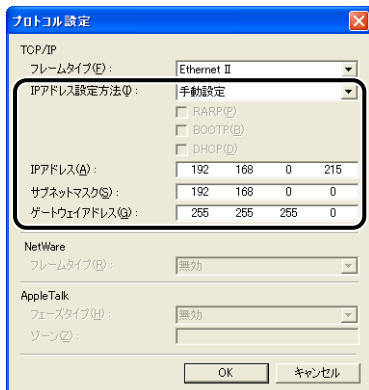 プロトコル設定
TCP/IP
フレームタイプ(F) : Ethernet II
IPアドレス設定方法(I) : 手動設定
RARP(P)
BOOTP(B)
DHCP(D)
IPアドレス(A) : 192 168 0 215
サブネットマスク(S) : 192 168 0 0
ゲートウェイアドレス(G) : 255 255 255 0
NetWare
フレームタイプ(R) : 無効
AppleTalk
フェーズタイプ(H) : 無効
ゾーン(Z) :
OK キャンセル